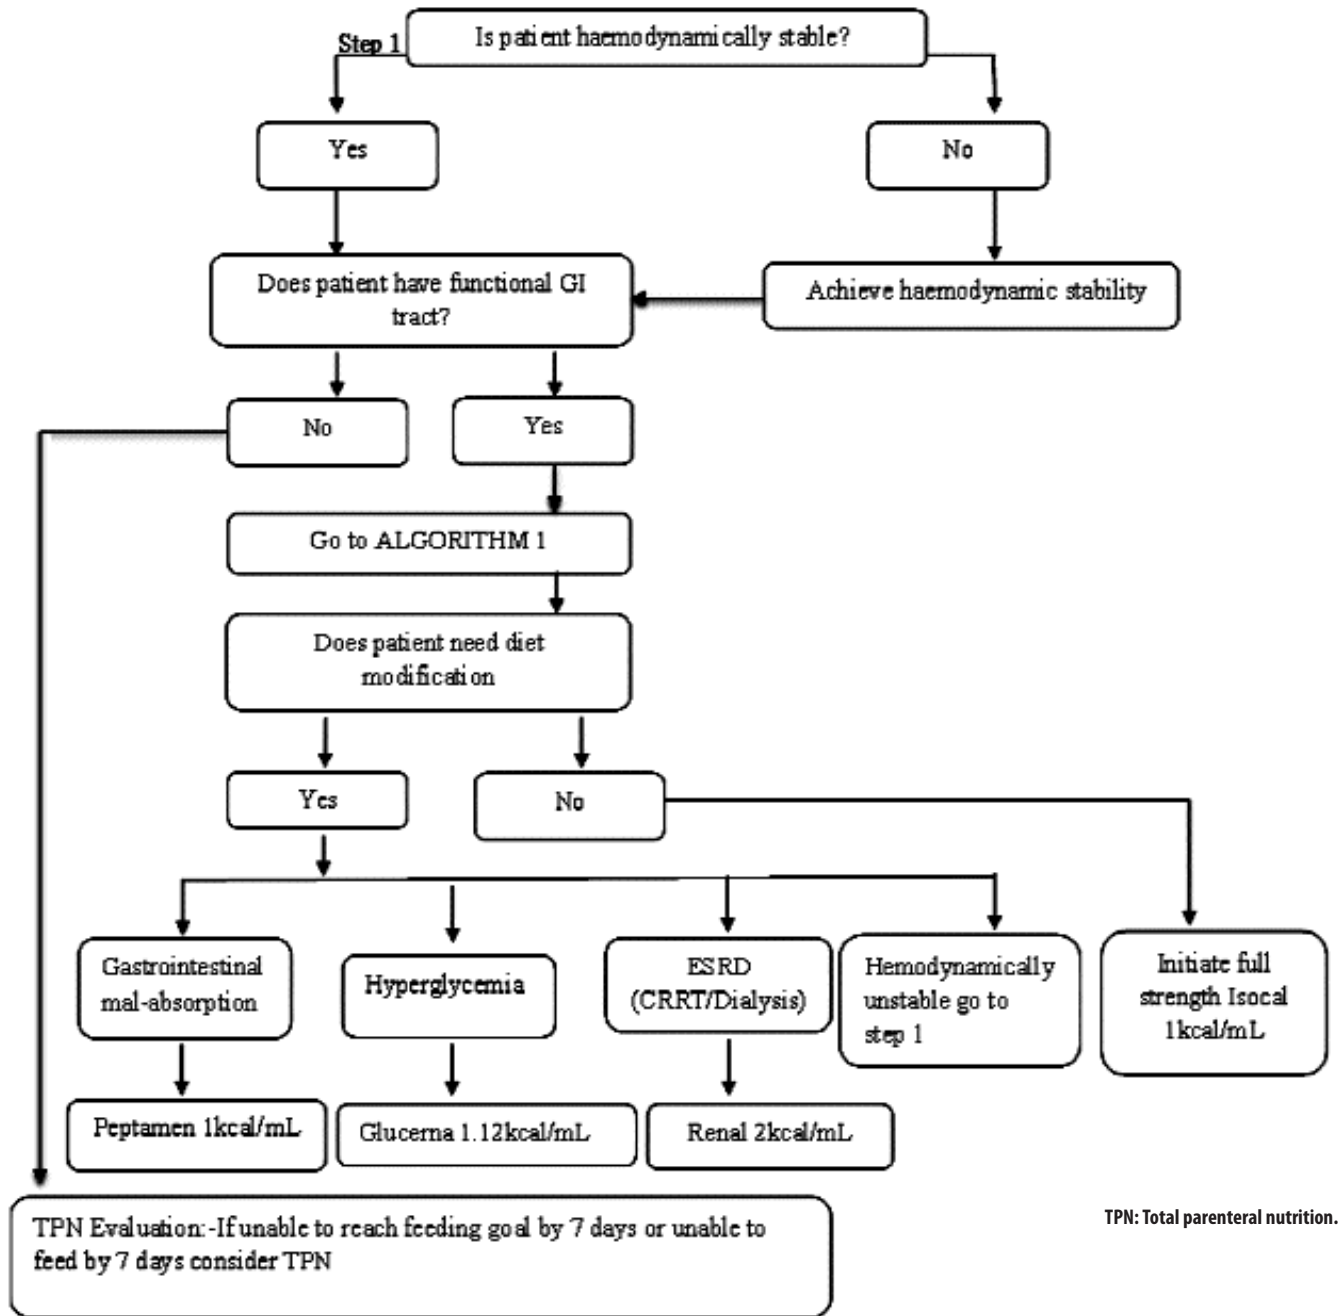 Step 1
Is patient haemodynamically stable?
Yes
No
Does patient have functional GI
tract?
Achieve haemodynamic stability
No
Yes
Go to ALGORITHM 1
Does patient need diet
modification
Yes
No
Gastrointestinal
mal-absorption
Hyperglycemia
ESRD
(CRRT/Dialysis)
Hemodynamically
unstable go to
step 1
Initiate full
strength Isocal
1kcal/mL
Peptamen 1kcal/mL
Glucerna 1.12kcal/mL
Renal 2kcal/mL
TPN Evaluation:-If unable to reach feeding goal by 7 days or unable to
feed by 7 days consider TPN
TPN: Total parenteral nutrition.